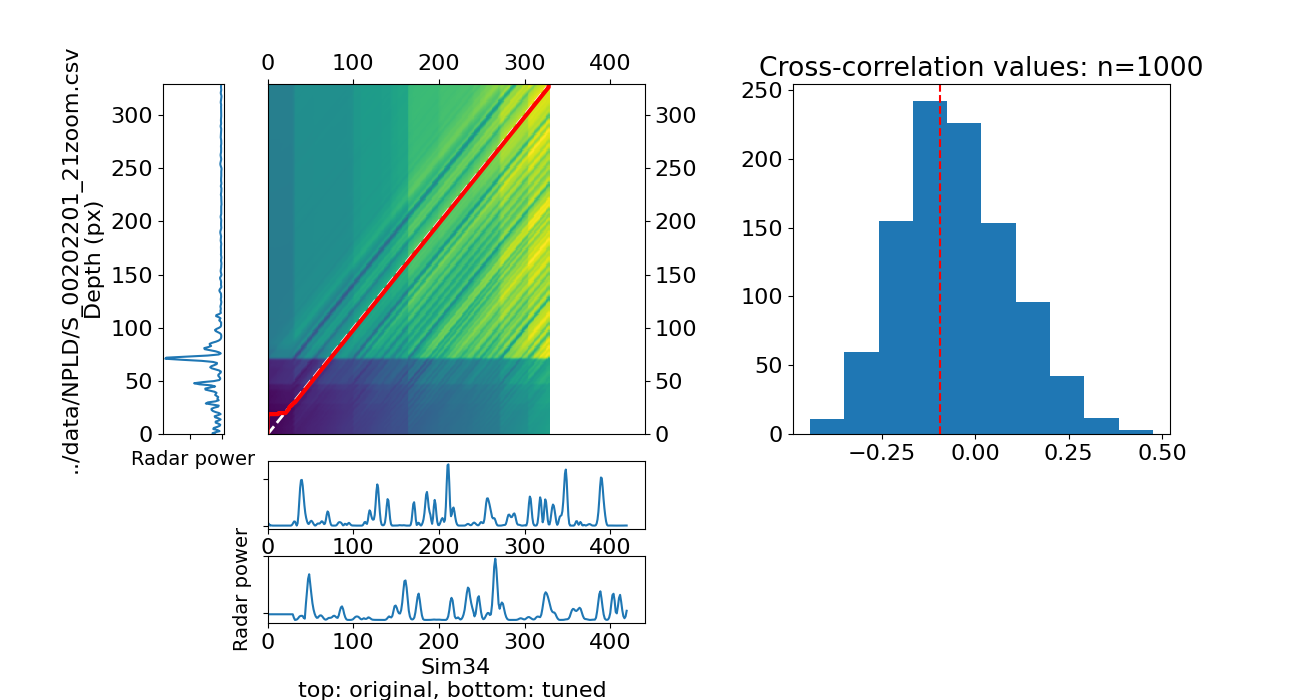 Cross-correlation values: n=1000
0 100 200 300 400
../data/NPLD/S_00202201_21zoom.csv
Depth (px)
300 300 250
250 250 200
200 200 150
150 150 100
100 100 50
50 50
0 0 0
−0.25 0.00 0.25 0.50
Radar power
0 100 200 300 400
Radar power
0 100 200 300 400
Sim34
top: original, bottom: tuned